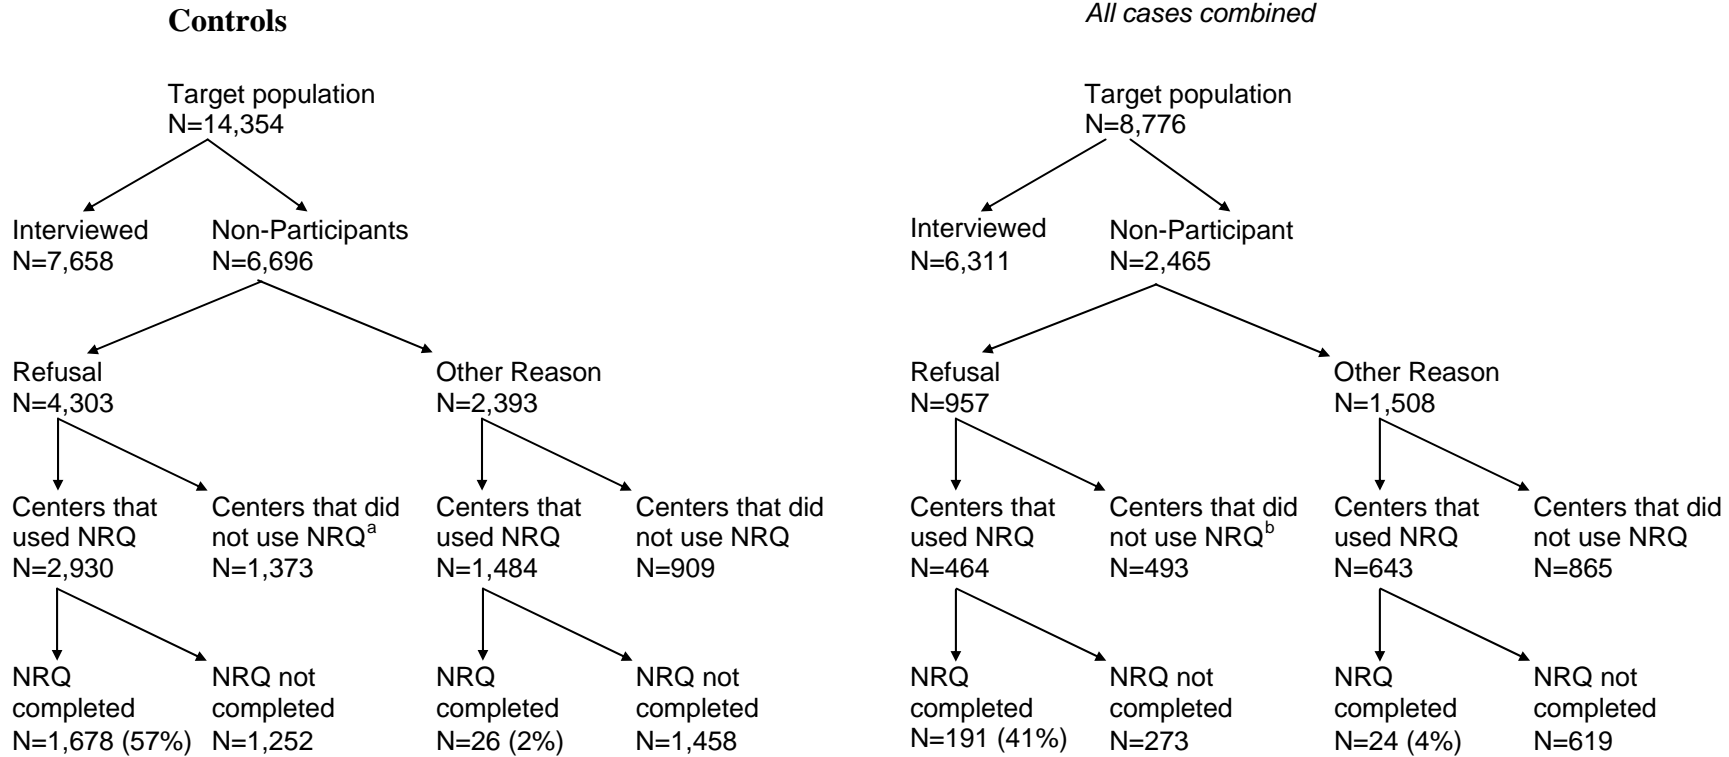 Controls
Target population
N=14,354
Interviewed
N=7,658
Non-Participants
N=6,696
Refusal
N=4,303
Other Reason
N=2,393
Centers that
used NRQ
N=2,930
Centers that did
not use NRQᵃ
N=1,373
Centers that
used NRQ
N=1,484
Centers that did
not use NRQ
N=909
NRQ
completed
N=1,678 (57%)
NRQ not
completed
N=1,252
NRQ
completed
N=26 (2%)
NRQ not
completed
N=1,458
All cases combined
Target population
N=8,776
Interviewed
N=6,311
Non-Participant
N=2,465
Refusal
N=957
Other Reason
N=1,508
Centers that
used NRQ
N=464
Centers that did
not use NRQᵇ
N=493
Centers that
used NRQ
N=643
Centers that did
not use NRQ
N=865
NRQ
completed
N=191 (41%)
NRQ not
completed
N=273
NRQ
completed
N=24 (4%)
NRQ not
completed
N=619